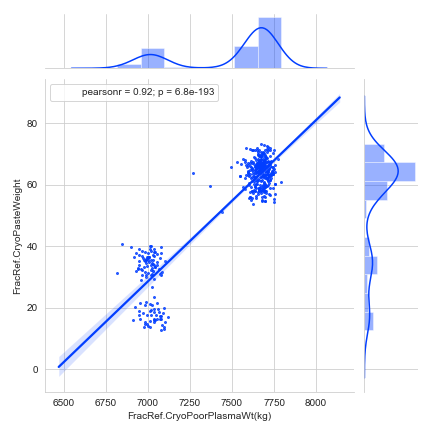 pearsonr = 0.92; p = 6.8e-193
80
60
40
20
0
FracRef.CryoPasteWeight
6500 6750 7000 7250 7500 7750 8000
FracRef.CryoPoorPlasmaWt(kg)